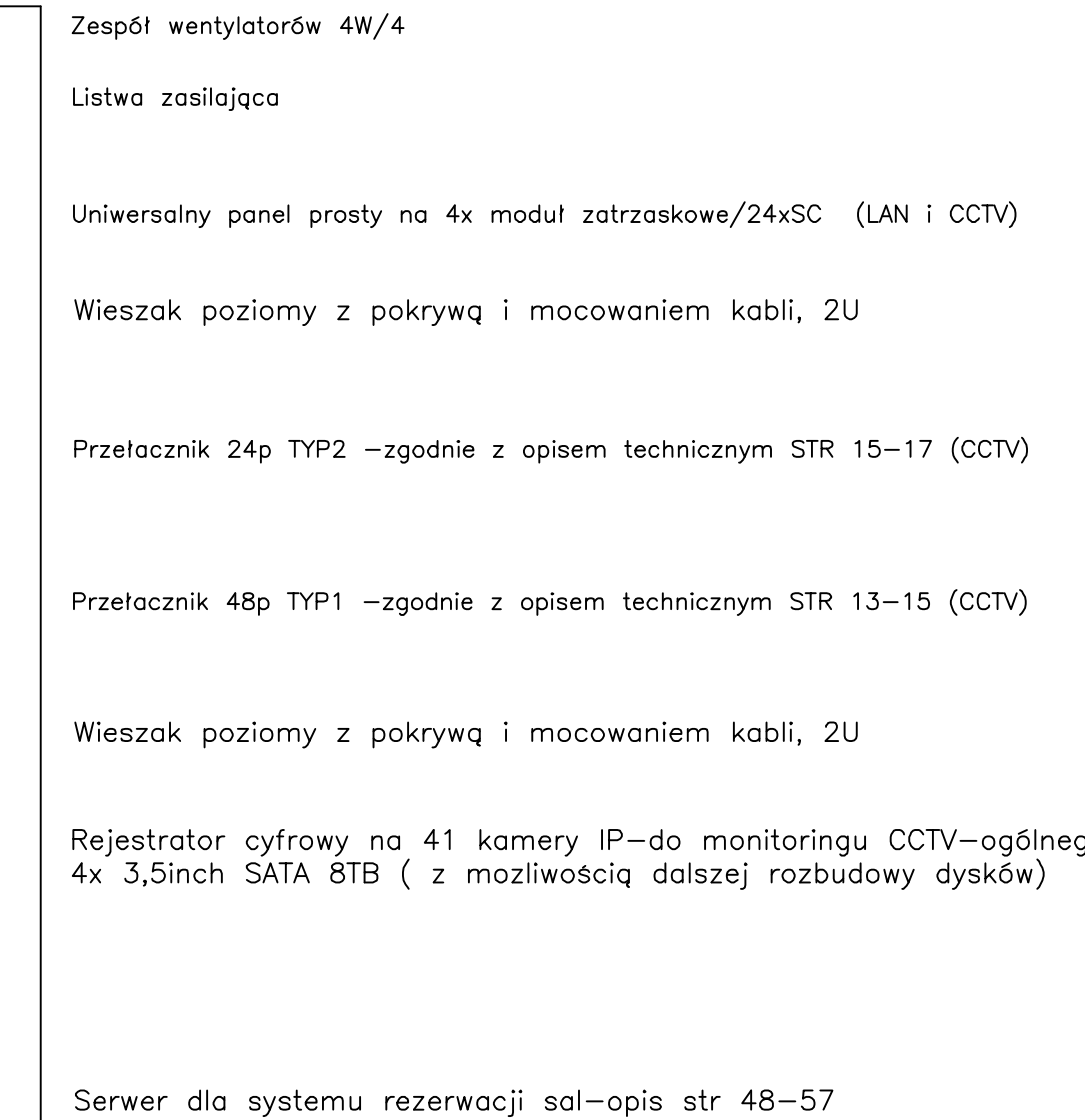 Zespół wentylatorów 4W/4
Listwa zasilająca
Uniwersalny panel prosty na 4x moduł zatrzaskowe/24xSC (LAN i CCTV)
Wieszak poziomy z pokrywą i mocowaniem kabli, 2U
Przełacznik 24p TYP2 –zgodnie z opisem technicznym STR 15–17 (CCTV)
Przełacznik 48p TYP1 –zgodnie z opisem technicznym STR 13–15 (CCTV)
Wieszak poziomy z pokrywą i mocowaniem kabli, 2U
Rejestrator cyfrowy na 41 kamery IP–do monitoringu CCTV–ogólneg
4x 3,5inch SATA 8TB ( z mozliwością dalszej rozbudowy dysków)
Serwer dla systemu rezerwacji sal–opis str 48–57